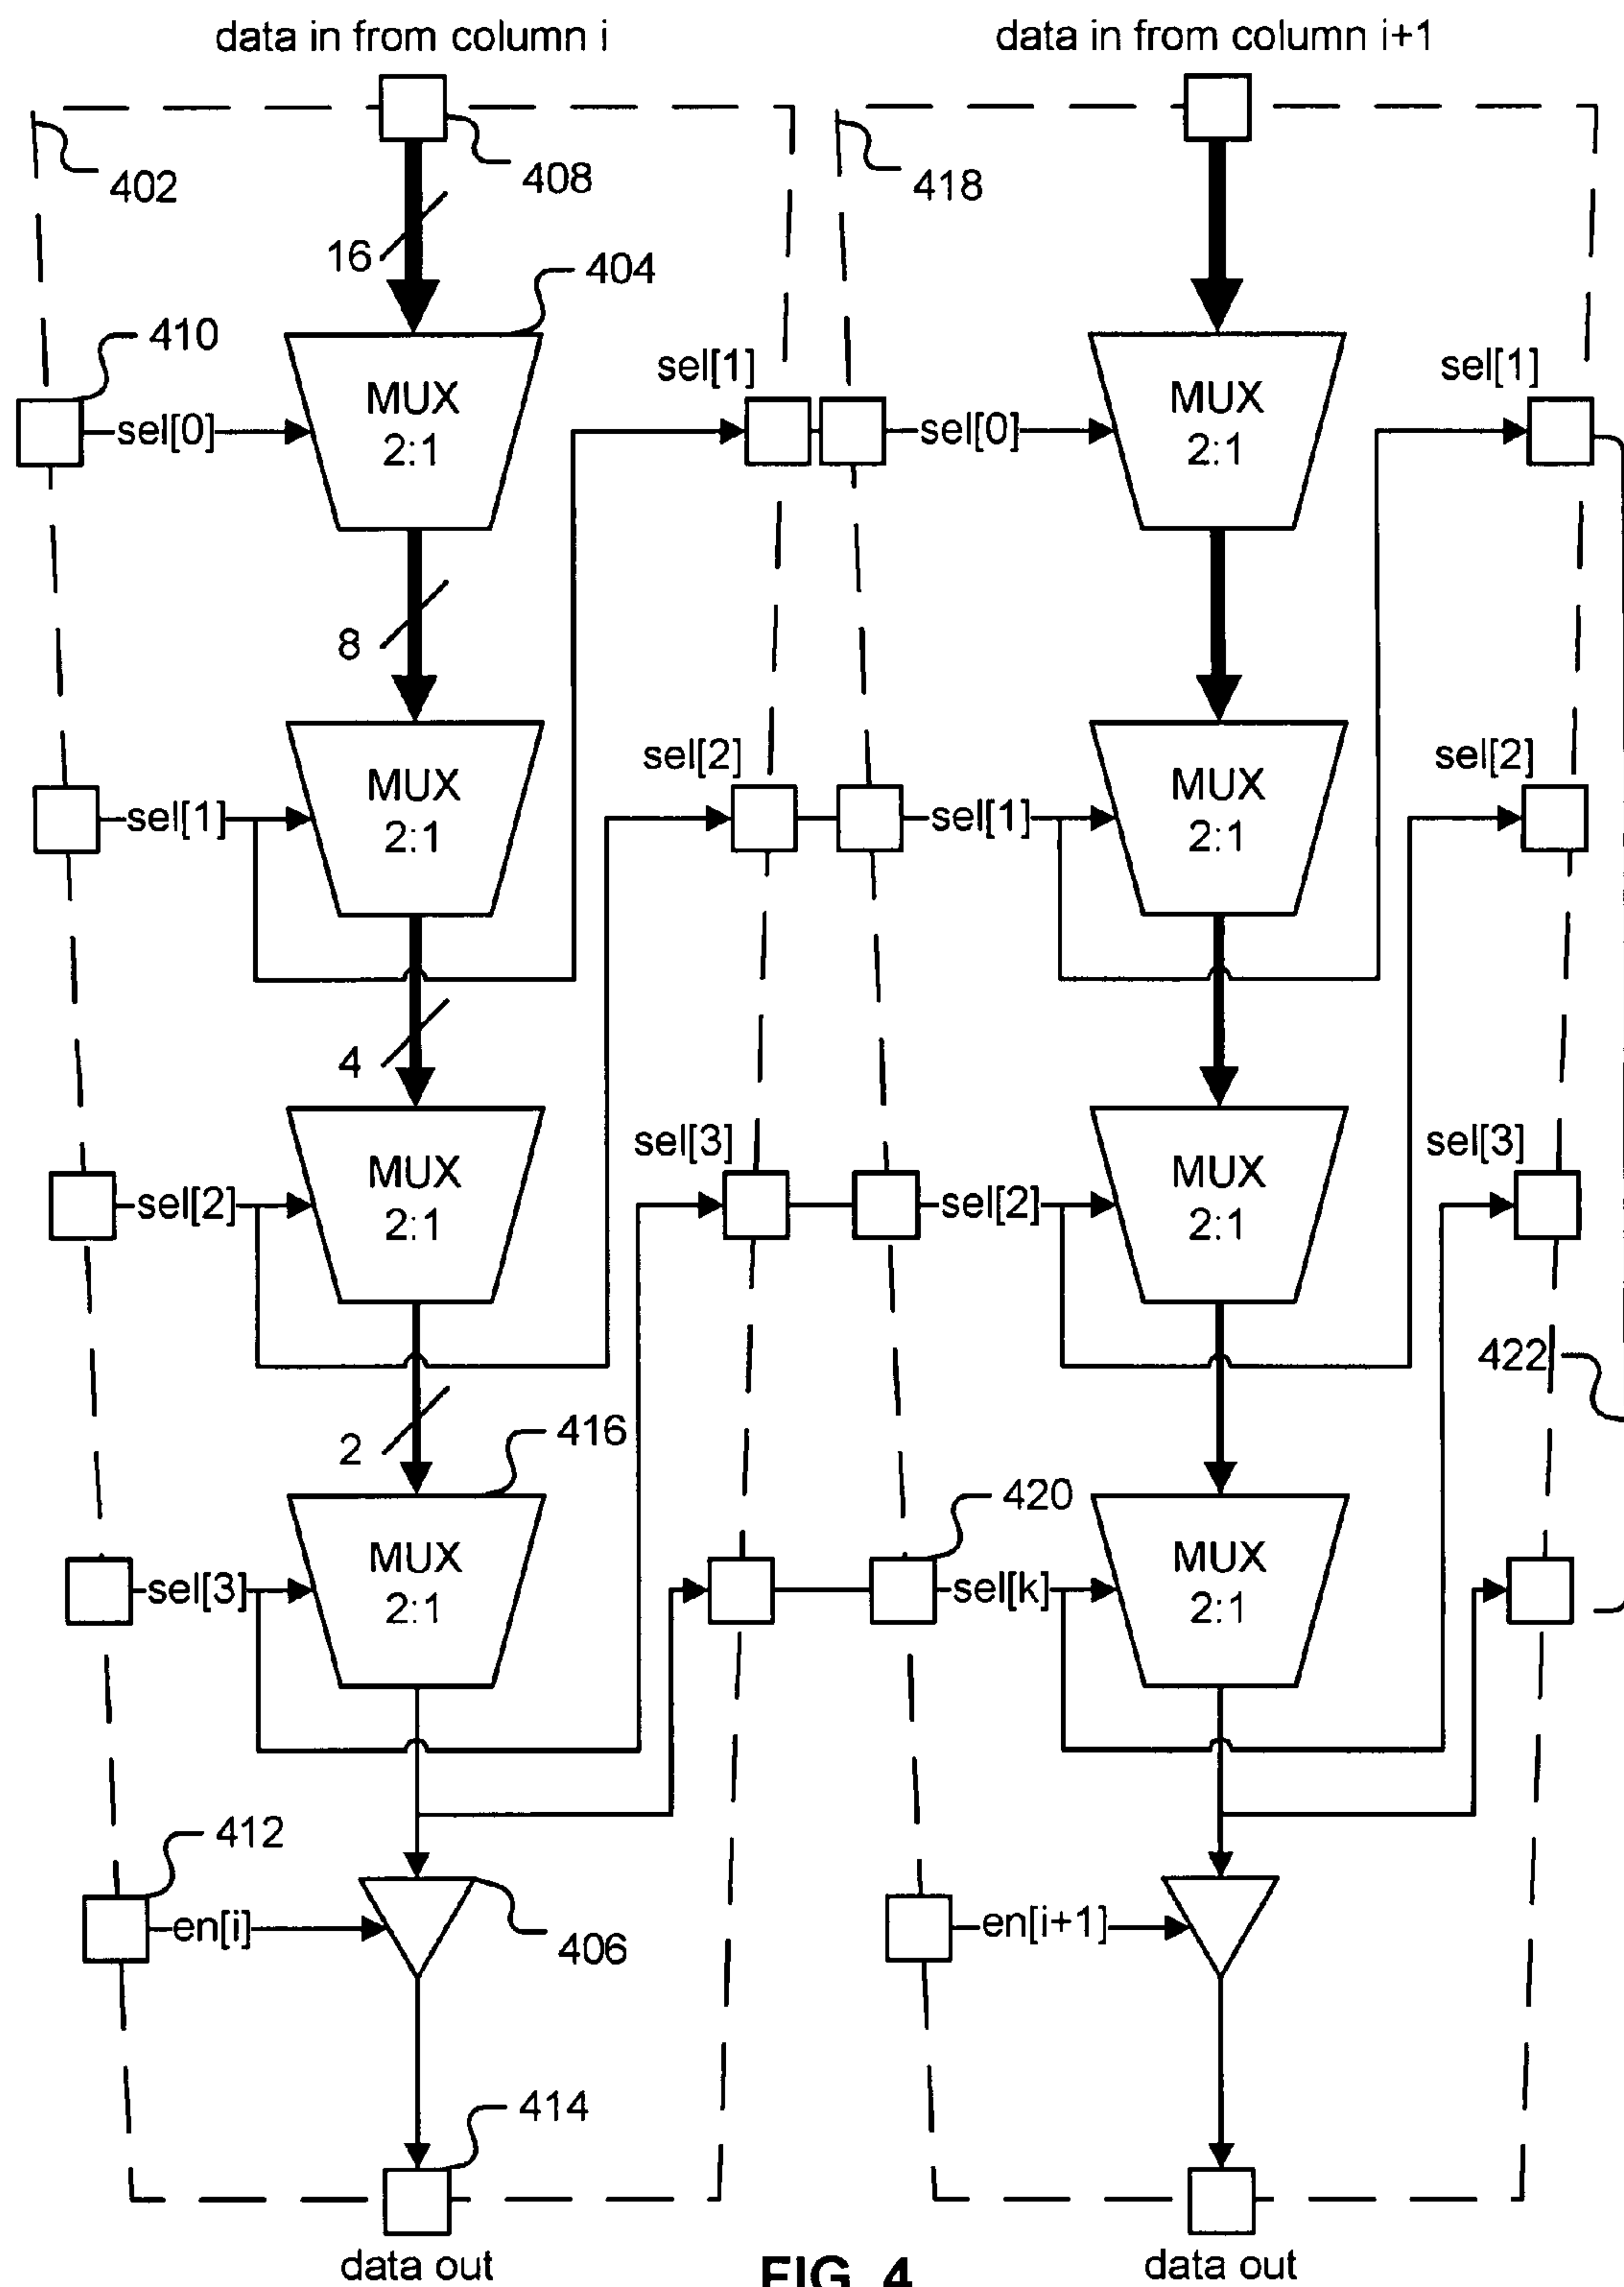 data in from column i
data in from column i+1
402
408
418
16
404
410
MUX
2:1
sel[0]
sel[1]
sel[0]
MUX
2:1
sel[1]
8
MUX
2:1
sel[1]
sel[2]
sel[1]
MUX
2:1
sel[2]
4
MUX
2:1
sel[2]
sel[3]
sel[2]
MUX
2:1
sel[3]
422
2
416
420
MUX
2:1
sel[3]
sel[k]
MUX
2:1
412
en[i]
406
en[i+1]
414
data out
FIG. 4
data out